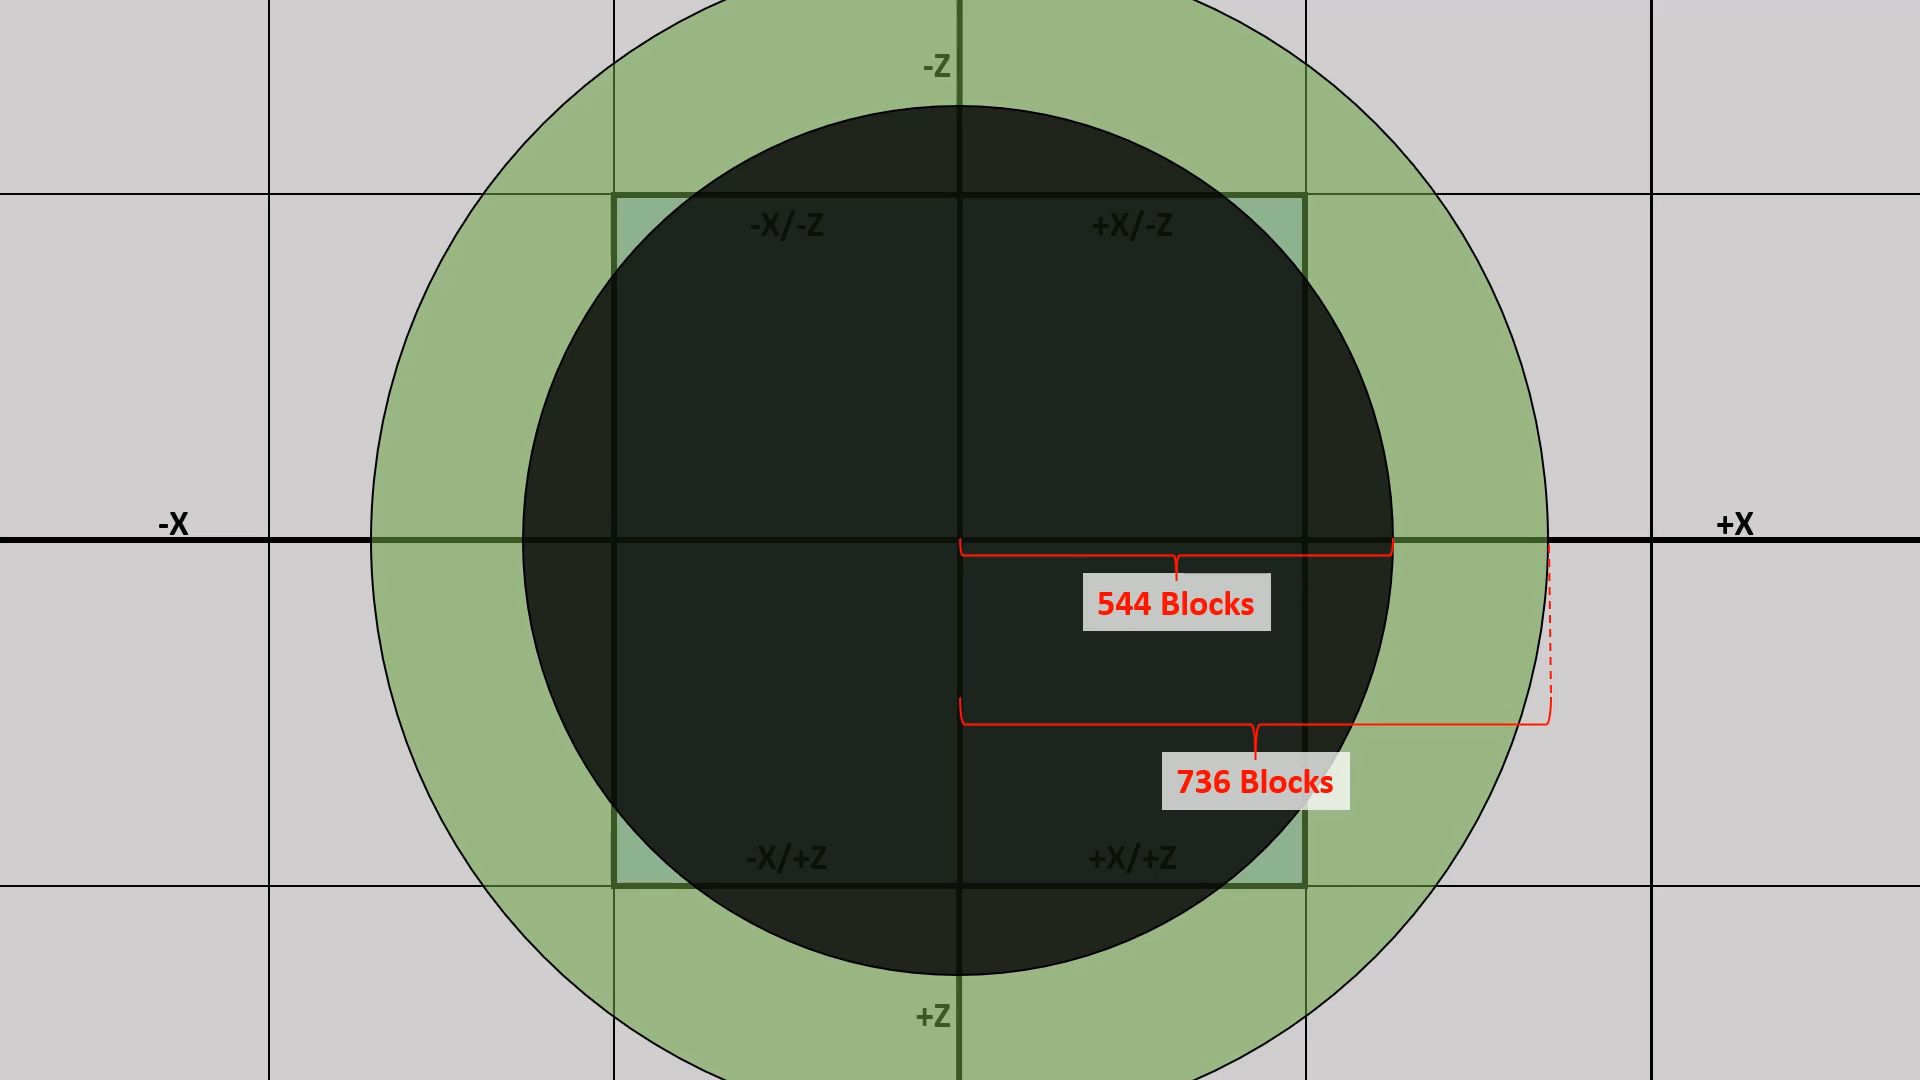 -Z
-X/-Z
+X/-Z
-X
+X
544 Blocks
736 Blocks
-X/+Z
+X/+Z
+Z